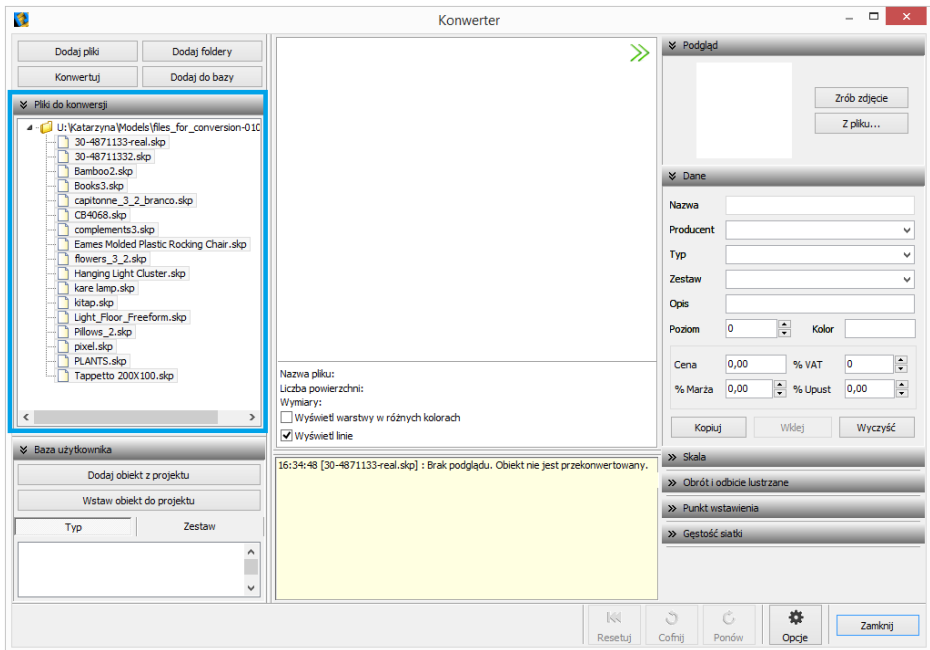 Konwerter
Dodaj pliki
Dodaj foldery
Konwertuj
Dodaj do bazy
Pliki do konwersji
U:\Katarzyna\Models\files_for_conversion-010
30-4871133-real.skp
30-48711332.skp
Bamboo2.skp
Books3.skp
capitonne_3_2_branco.skp
CB4068.skp
complements3.skp
Eames Molded Plastic Rocking Chair.skp
flowers_3_2.skp
Hanging Light Cluster.skp
kare lamp.skp
kitap.skp
Light_Floor_Freeform.skp
Pillows_2.skp
pixel.skp
PLANTS.skp
Tappetto 200X100.skp
Baza użytkownika
Dodaj obiekt z projektu
Wstaw obiekt do projektu
Typ
Zestaw
Nazwa pliku:
Liczba powierzchni:
Wymiary:
Wyświetl warstwy w różnych kolorach
Wyświetl linie
16:34:48 [30-4871133-real.skp] : Brak podglądu. Obiekt nie jest przekonwertowany.
Podgląd
Zrób zdjęcie
Z pliku...
Dane
Nazwa
Producent
Typ
Zestaw
Opis
Poziom 0 Kolor
Cena 0,00 % VAT 0
% Marża 0,00 % Upust 0,00
Kopiuj Wklej Wyczyść
Skala
Obrót i odbicie lustrzane
Punkt wstawienia
Gęstość siatki
Resetuj Cofnij Ponów Opcje Zamknij